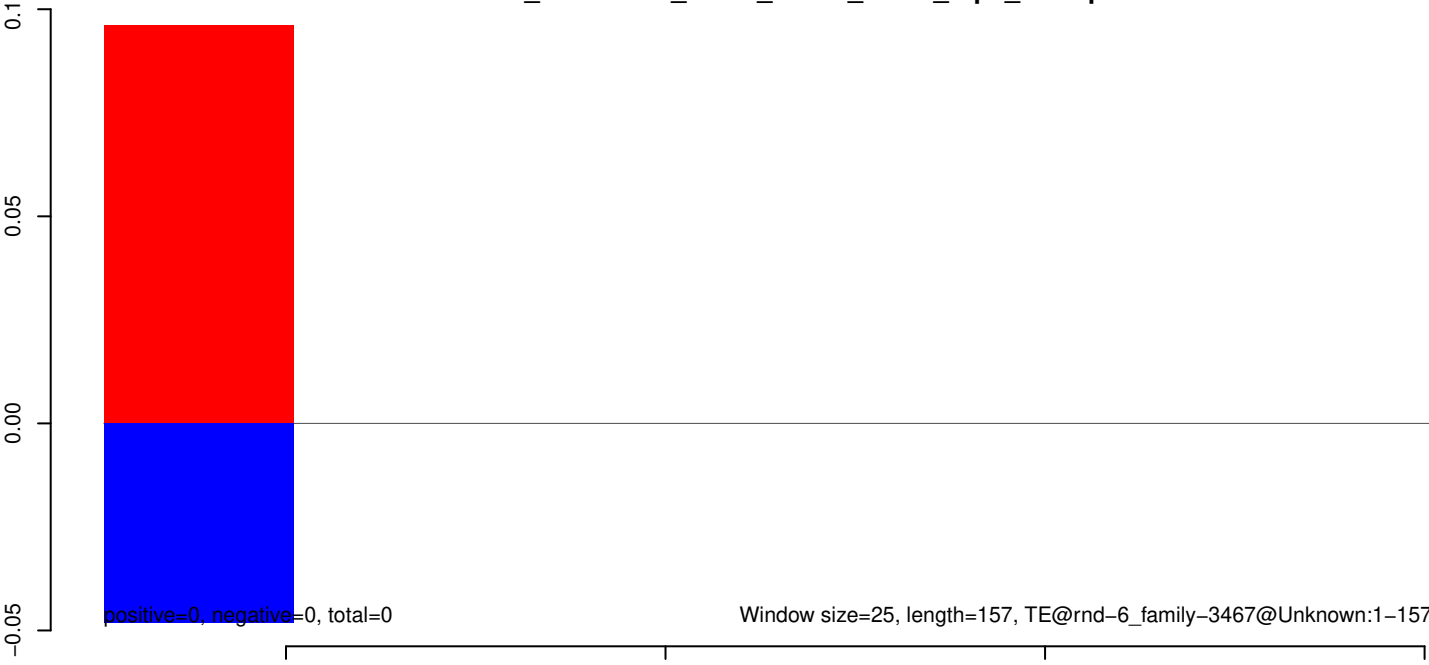 0.1
0.05
0.00
−0.05
positive=0, negative=0, total=0
Window size=25, length=157, TE@rnd−6_family−3467@Unknown:1−157